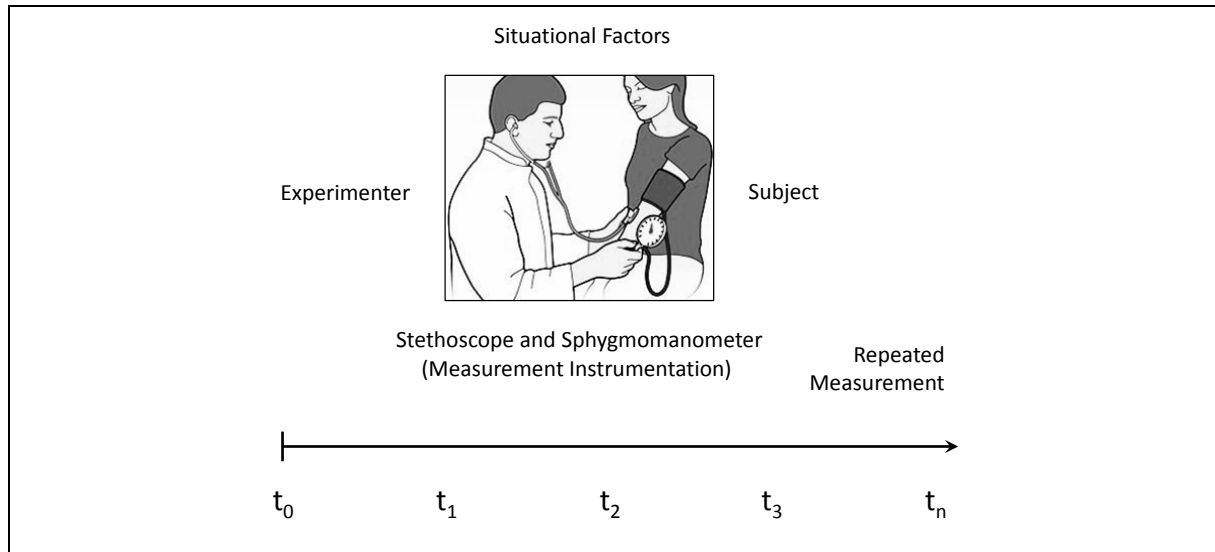 Situational Factors
Experimenter
Subject
Stethoscope and Sphygmomanometer
(Measurement Instrumentation)
Repeated
Measurement
t₀ t₁ t₂ t₃ tₙ